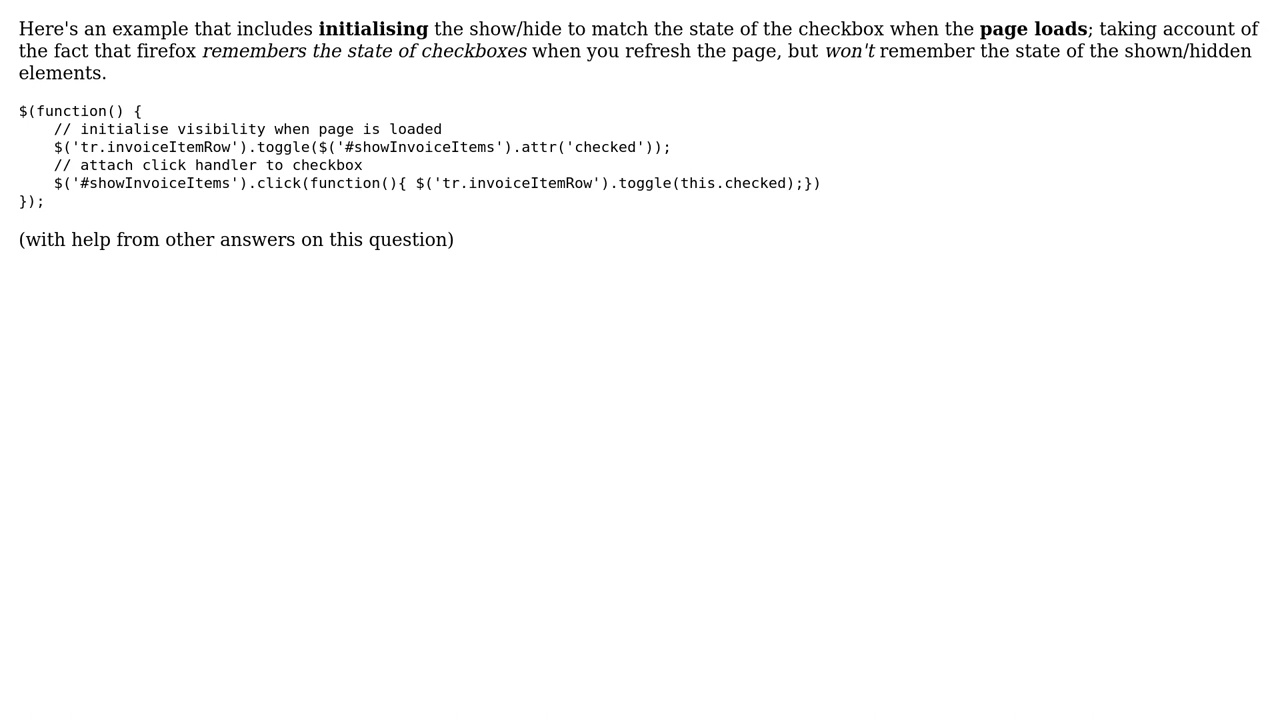 Here's an example that includes initialising the show/hide to match the state of the checkbox when the page loads; taking account of
the fact that firefox remembers the state of checkboxes when you refresh the page, but won't remember the state of the shown/hidden
elements.
$(function() {
    // initialise visibility when page is loaded
    $('tr.invoiceItemRow').toggle($('#showInvoiceItems').attr('checked'));
    // attach click handler to checkbox
    $('#showInvoiceItems').click(function(){ $('tr.invoiceItemRow').toggle(this.checked);})
});
(with help from other answers on this question)